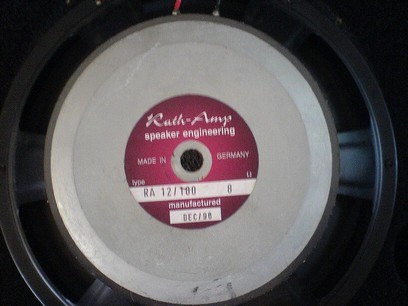 Rath-Amp
speaker engineering
MADE IN GERMANY
type Ω
RA 12/100 8
manufactured
DEC/98